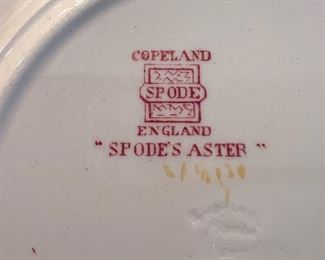 COPELAND
SPODE
ENGLAND
"SPODE'S ASTER"